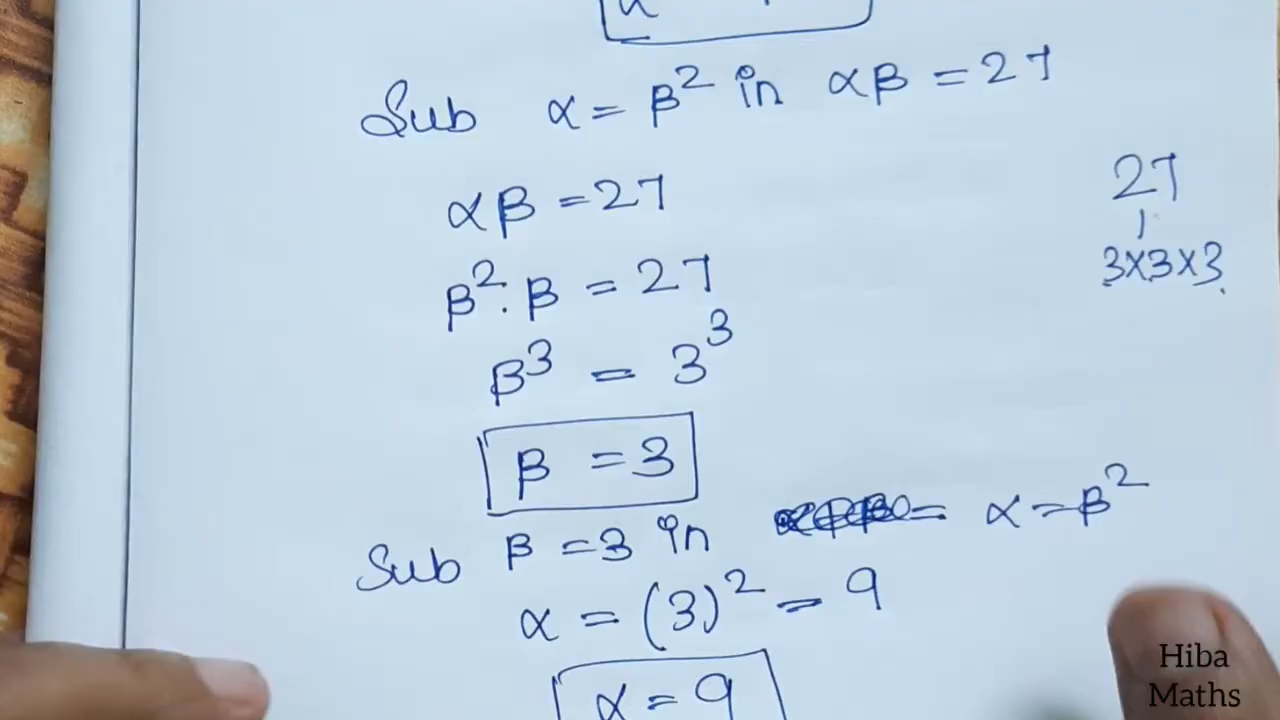 Sub α = β² in αβ = 27
αβ = 27
27
3×3×3
β².β = 27
β³ = 3³
β = 3
Sub β = 3 in = α = β²
α = (3)² = 9
α = 9
Hiba
Maths